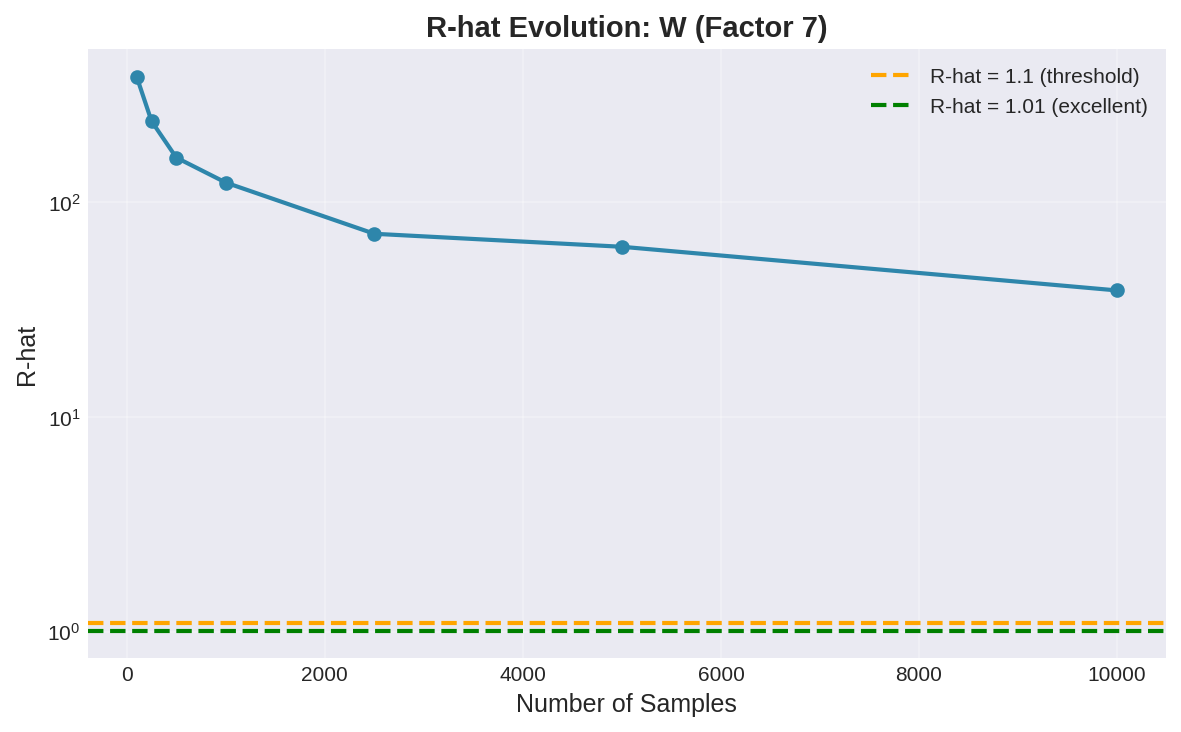 R-hat Evolution: W (Factor 7)
R-hat = 1.1 (threshold)
R-hat = 1.01 (excellent)
10²
10¹
10⁰
R-hat
0 2000 4000 6000 8000 10000
Number of Samples